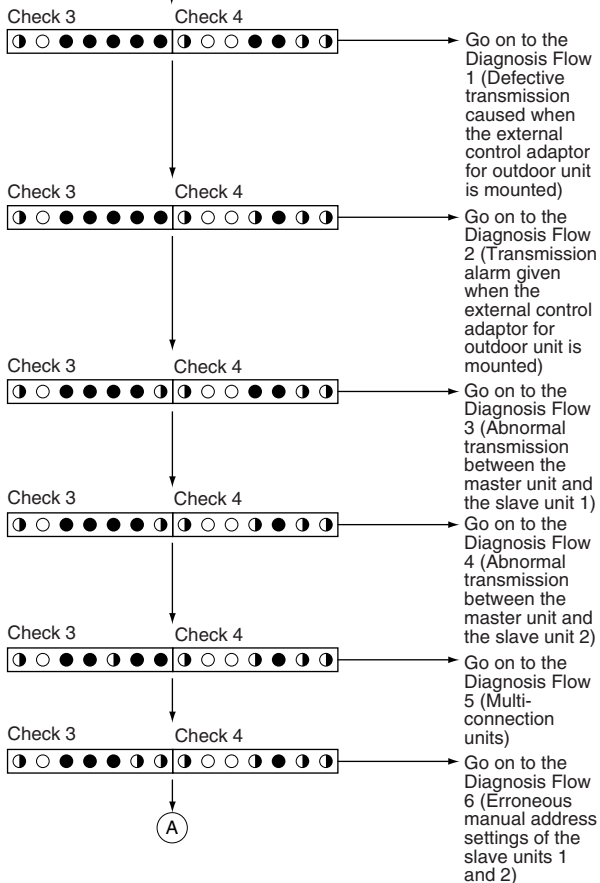 Check 3 Check 4
Go on to the
Diagnosis Flow
1 (Defective
transmission
caused when
the external
control adaptor
for outdoor unit
is mounted)
Check 3 Check 4
Go on to the
Diagnosis Flow
2 (Transmission
alarm given
when the
external control
adaptor for
outdoor unit is
mounted)
Check 3 Check 4
Go on to the
Diagnosis Flow
3 (Abnormal
transmission
between the
master unit and
the slave unit 1)
Check 3 Check 4
Go on to the
Diagnosis Flow
4 (Abnormal
transmission
between the
master unit and
the slave unit 2)
Check 3 Check 4
Go on to the
Diagnosis Flow
5 (Multi-
connection
units)
Check 3 Check 4
Go on to the
Diagnosis Flow
6 (Erroneous
manual address
settings of the
slave units 1
and 2)
A